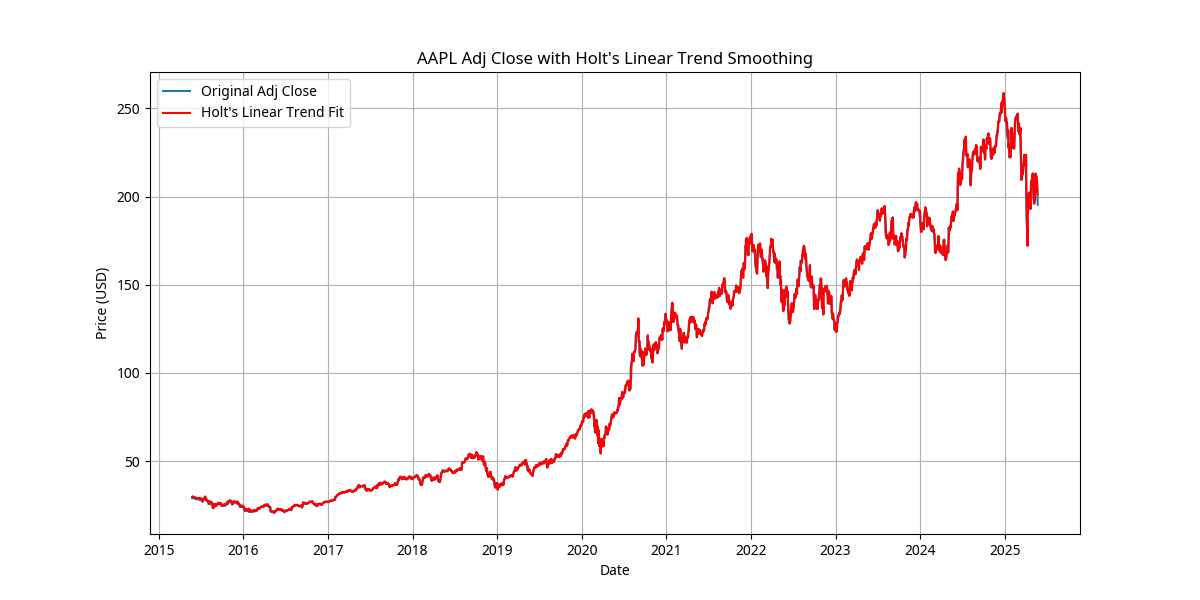 AAPL Adj Close with Holt's Linear Trend Smoothing
Original Adj Close
Holt's Linear Trend Fit
250
200
150
100
50
Price (USD)
2015 2016 2017 2018 2019 2020 2021 2022 2023 2024 2025
Date